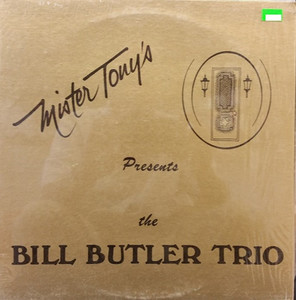 Mister Tony's
Presents
the
BILL BUTLER TRIO